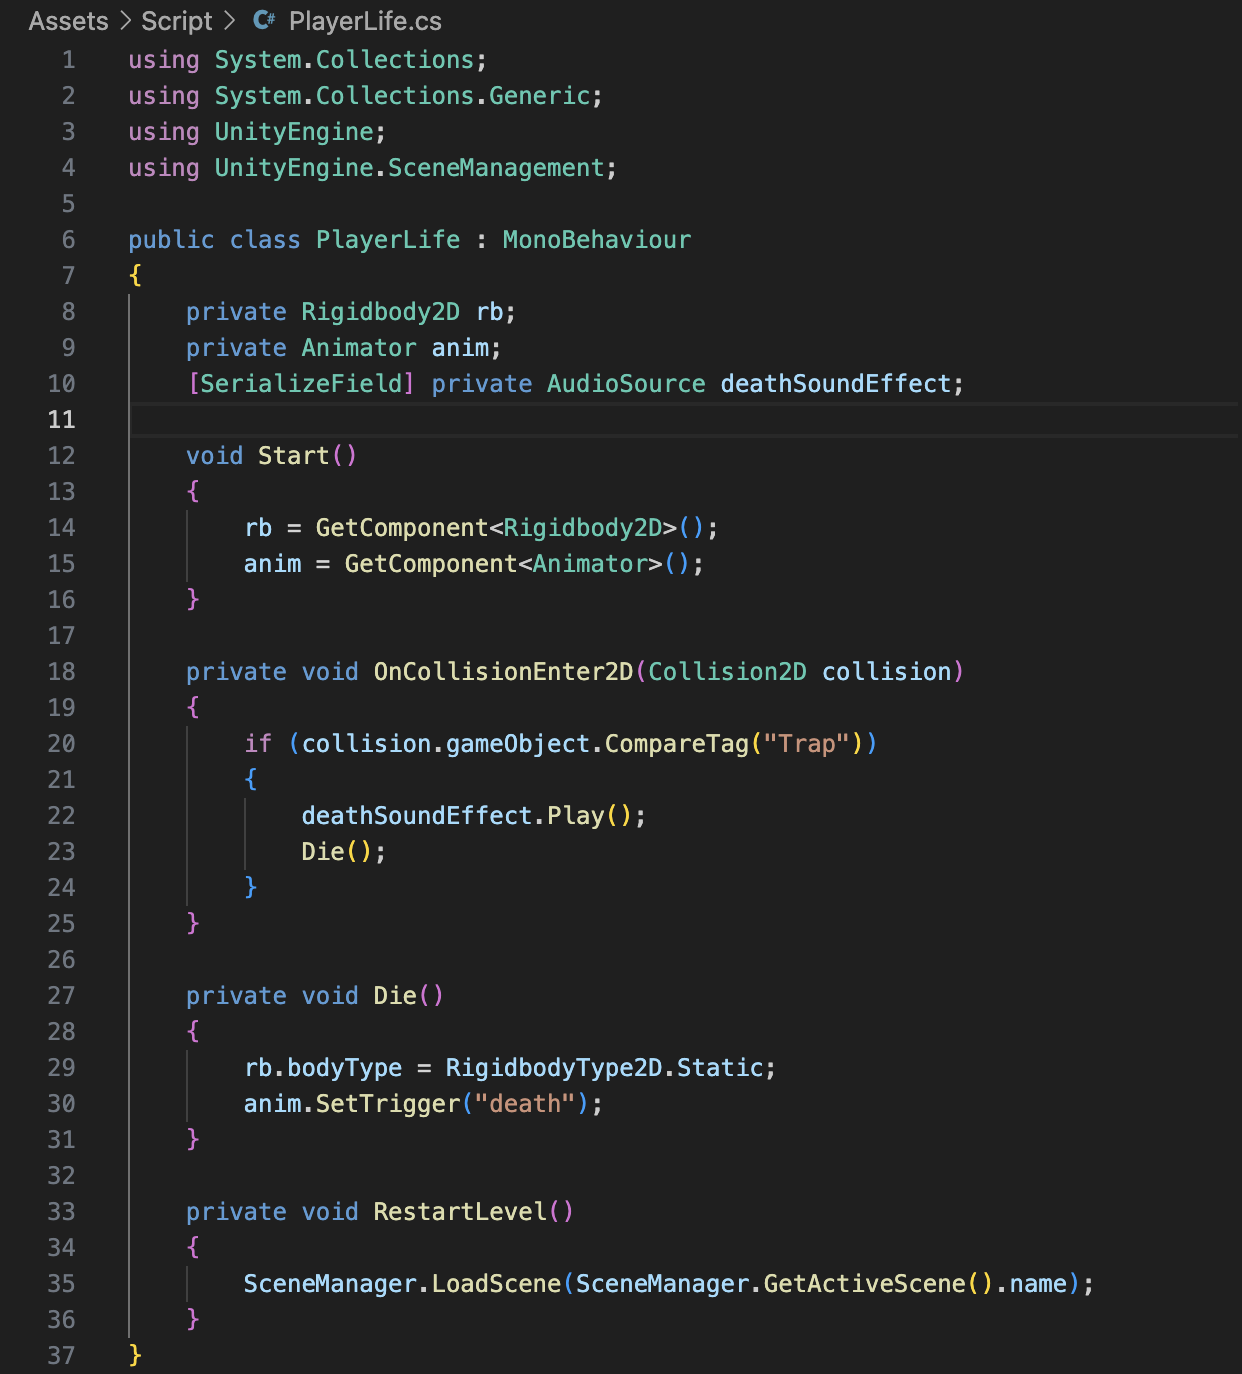 Assets > Script > C# PlayerLife.cs
1 using System.Collections;
2 using System.Collections.Generic;
3 using UnityEngine;
4 using UnityEngine.SceneManagement;
5
6 public class PlayerLife : MonoBehaviour
7 {
8     private Rigidbody2D rb;
9     private Animator anim;
10     [SerializeField] private AudioSource deathSoundEffect;
11
12     void Start()
13     {
14         rb = GetComponent<Rigidbody2D>();
15         anim = GetComponent<Animator>();
16     }
17
18     private void OnCollisionEnter2D(Collision2D collision)
19     {
20         if (collision.gameObject.CompareTag("Trap"))
21         {
22             deathSoundEffect.Play();
23             Die();
24         }
25     }
26
27     private void Die()
28     {
29         rb.bodyType = RigidbodyType2D.Static;
30         anim.SetTrigger("death");
31     }
32
33     private void RestartLevel()
34     {
35         SceneManager.LoadScene(SceneManager.GetActiveScene().name);
36     }
37 }